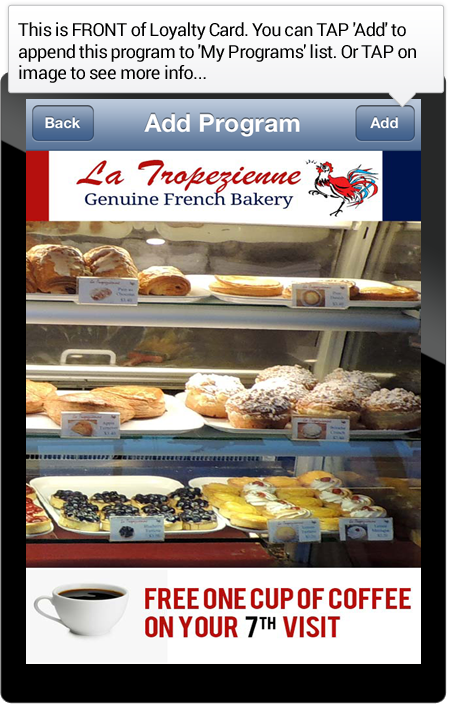 This is FRONT of Loyalty Card. You can TAP 'Add' to
append this program to 'My Programs' list. Or TAP on
image to see more info...
Back
Add Program
Add
La Tropezienne
Genuine French Bakery
FREE ONE CUP OF COFFEE
ON YOUR 7TH VISIT